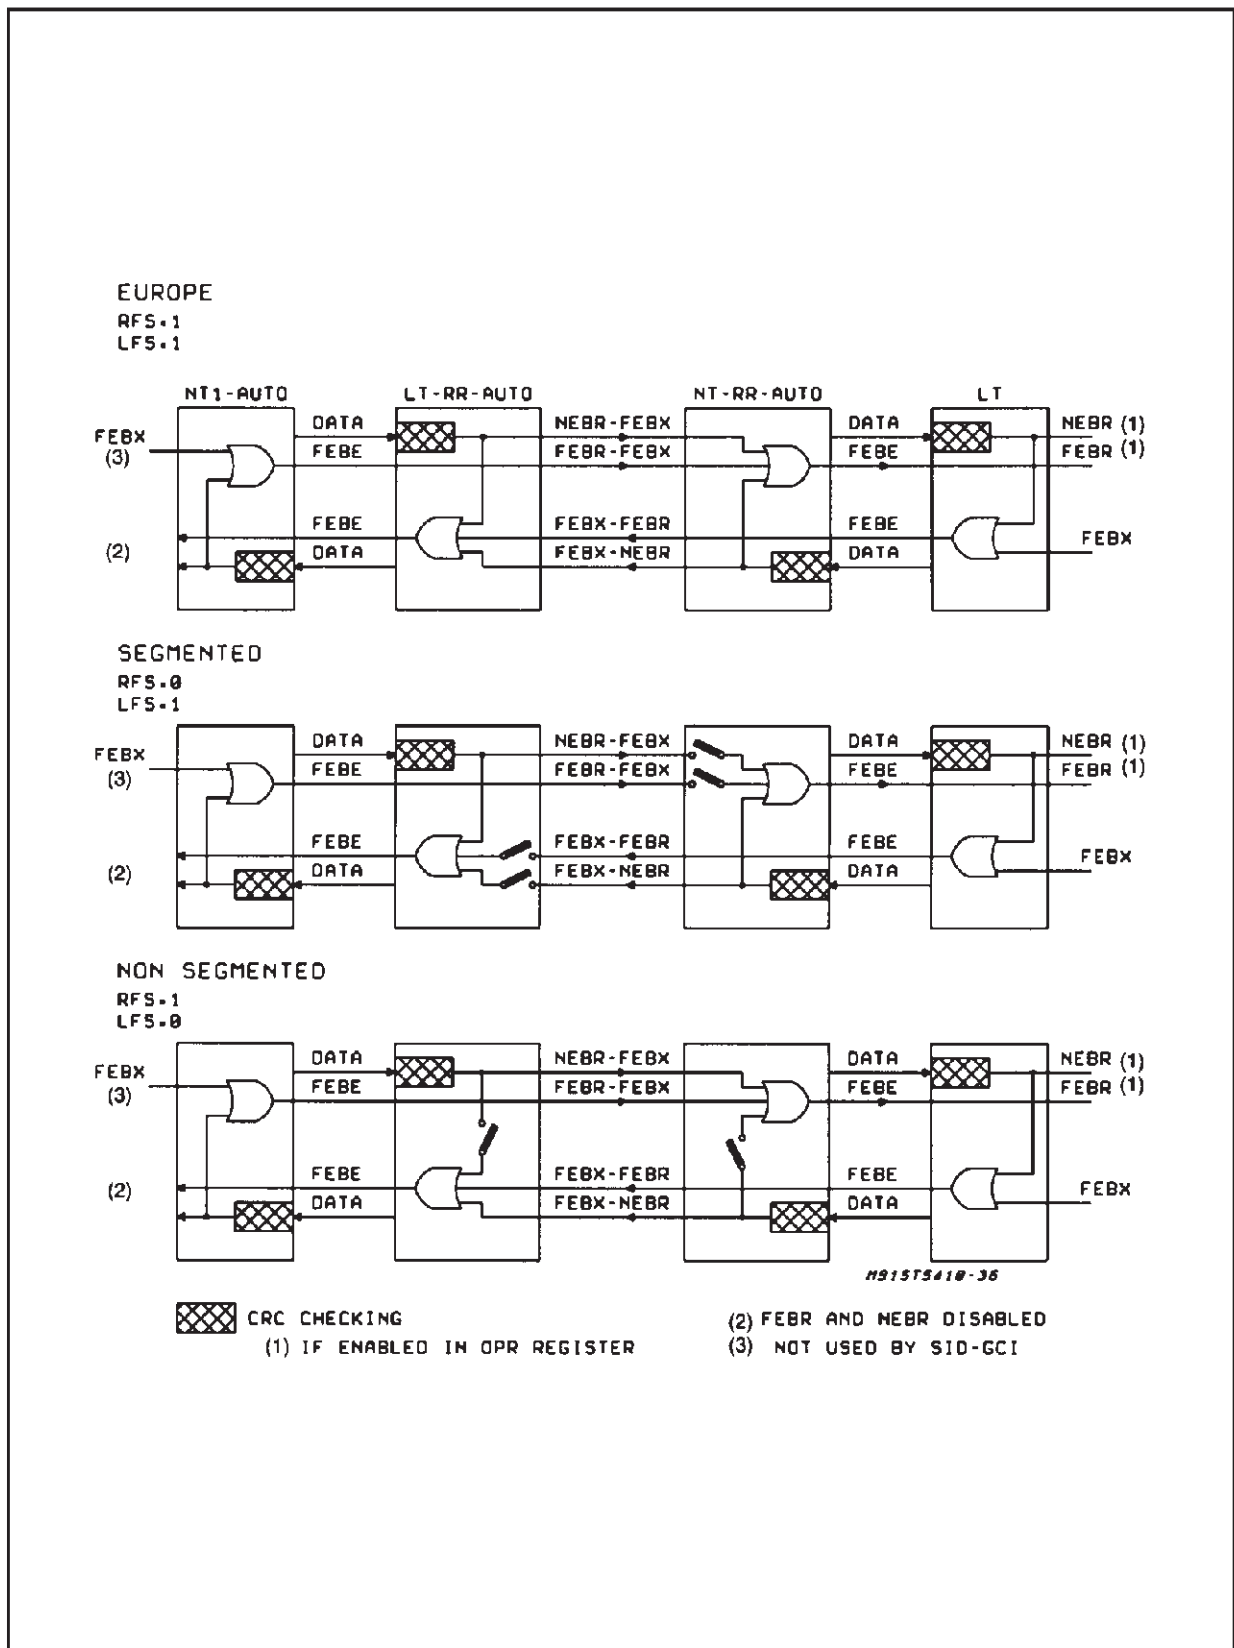 EUROPE
RFS=1
LFS=1
NT1-AUTO LT-RR-AUTO NT-RR-AUTO LT
DATA NEBR-FEBX DATA NEBR (1)
FEBX FEBE FEBR-FEBX FEBE FEBR (1)
(3)
FEBE FEBX-FEBR FEBE FEBX
(2) DATA FEBX-NEBR DATA
SEGMENTED
RFS=0
LFS=1
DATA NEBR-FEBX DATA NEBR (1)
FEBX FEBE FEBR-FEBX FEBE FEBR (1)
(3)
FEBE FEBX-FEBR FEBE FEBX
(2) DATA FEBX-NEBR DATA
NON SEGMENTED
RFS=1
LFS=0
DATA NEBR-FEBX DATA NEBR (1)
FEBX FEBE FEBR-FEBX FEBE FEBR (1)
(3)
FEBE FEBX-FEBR FEBE FEBX
(2) DATA FEBX-NEBR DATA
M91ST5410-36
CRC CHECKING (2) FEBR AND NEBR DISABLED
(1) IF ENABLED IN OPR REGISTER (3) NOT USED BY SID-GCI